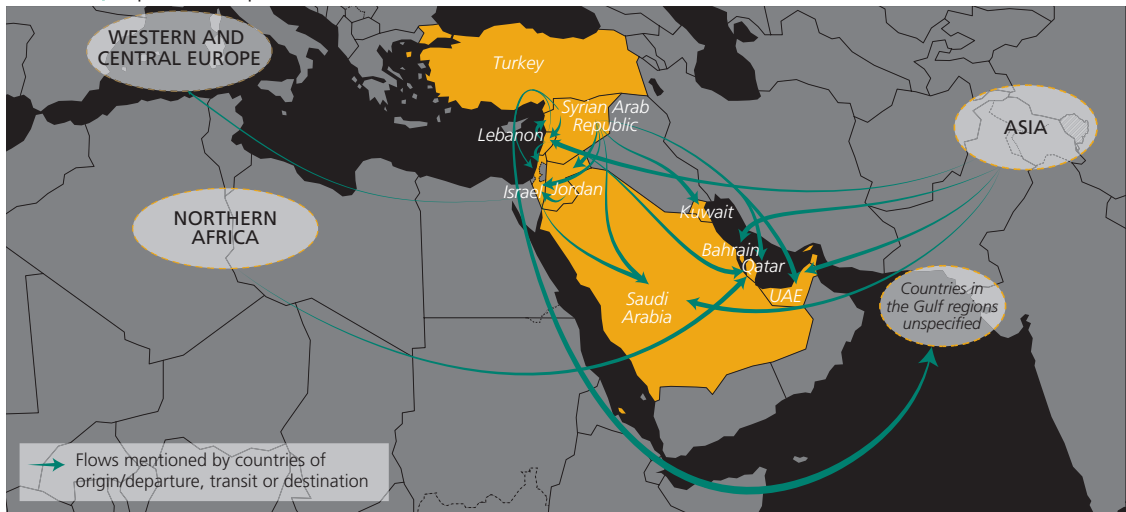 WESTERN AND
CENTRAL EUROPE
Turkey
Syrian Arab
Republic
Lebanon
ASIA
Israel
Jordan
NORTHERN
AFRICA
Kuwait
Bahrain
Qatar
UAE
Saudi
Arabia
Countries in
the Gulf regions
unspecified
Flows mentioned by countries of
origin/departure, transit or destination